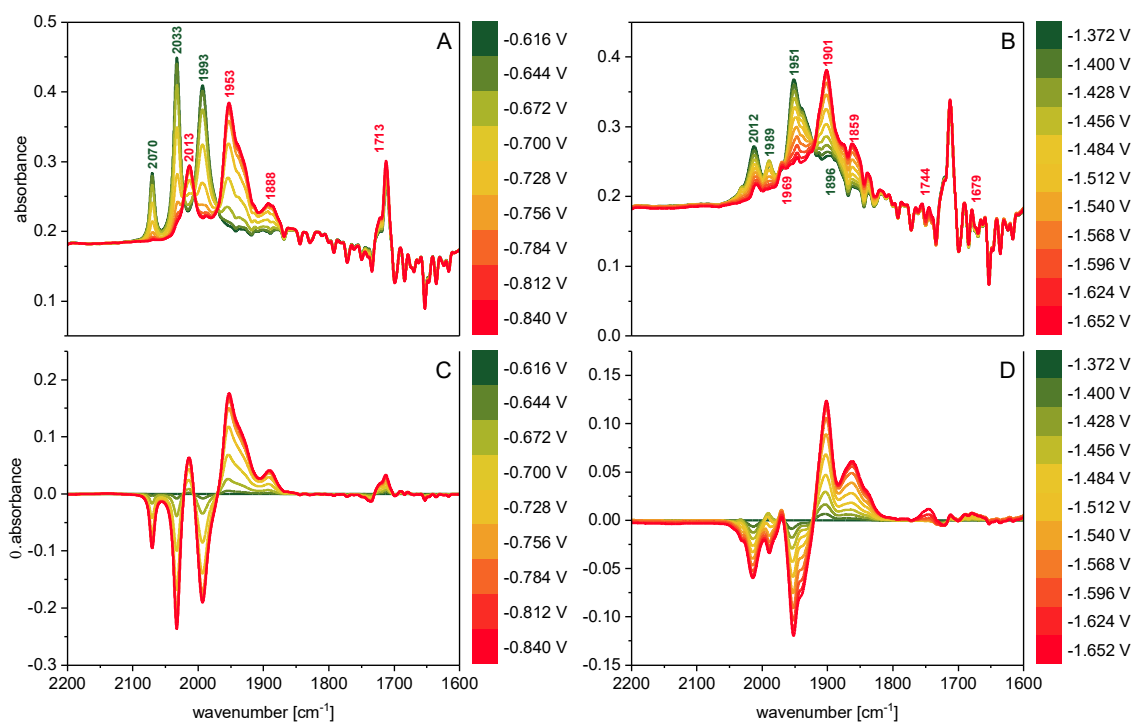 A
absorbance
0.5
0.4
0.3
0.2
0.1
2070
2033
2013
1993
1953
1888
1713
-0.616 V
-0.644 V
-0.672 V
-0.700 V
-0.728 V
-0.756 V
-0.784 V
-0.812 V
-0.840 V
B
0.4
0.3
0.2
0.1
0.0
2012
1989
1969
1951
1901
1896
1859
1744
1679
-1.372 V
-1.400 V
-1.428 V
-1.456 V
-1.484 V
-1.512 V
-1.540 V
-1.568 V
-1.596 V
-1.624 V
-1.652 V
C
0. absorbance
0.2
0.1
0.0
-0.1
-0.2
-0.3
2200 2100 2000 1900 1800 1700 1600
wavenumber [cm-1]
-0.616 V
-0.644 V
-0.672 V
-0.700 V
-0.728 V
-0.756 V
-0.784 V
-0.812 V
-0.840 V
D
0.15
0.10
0.05
0.00
-0.05
-0.10
-0.15
2200 2100 2000 1900 1800 1700 1600
wavenumber [cm-1]
-1.372 V
-1.400 V
-1.428 V
-1.456 V
-1.484 V
-1.512 V
-1.540 V
-1.568 V
-1.596 V
-1.624 V
-1.652 V